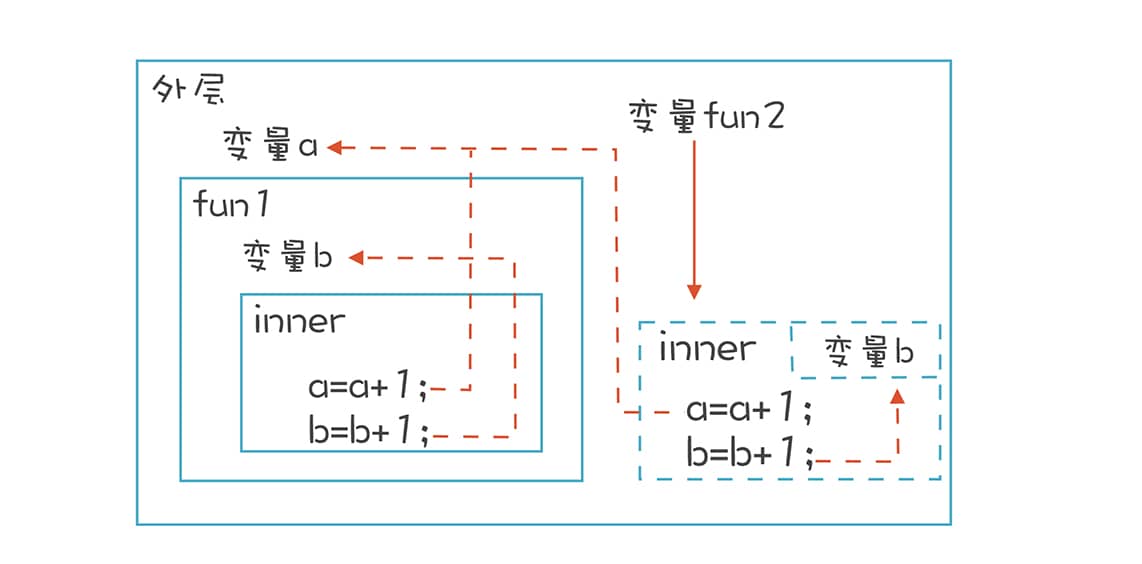 外层
变量a
fun1
变量b
inner
a=a+1;
b=b+1;
变量fun2
inner
变量b
a=a+1;
b=b+1;